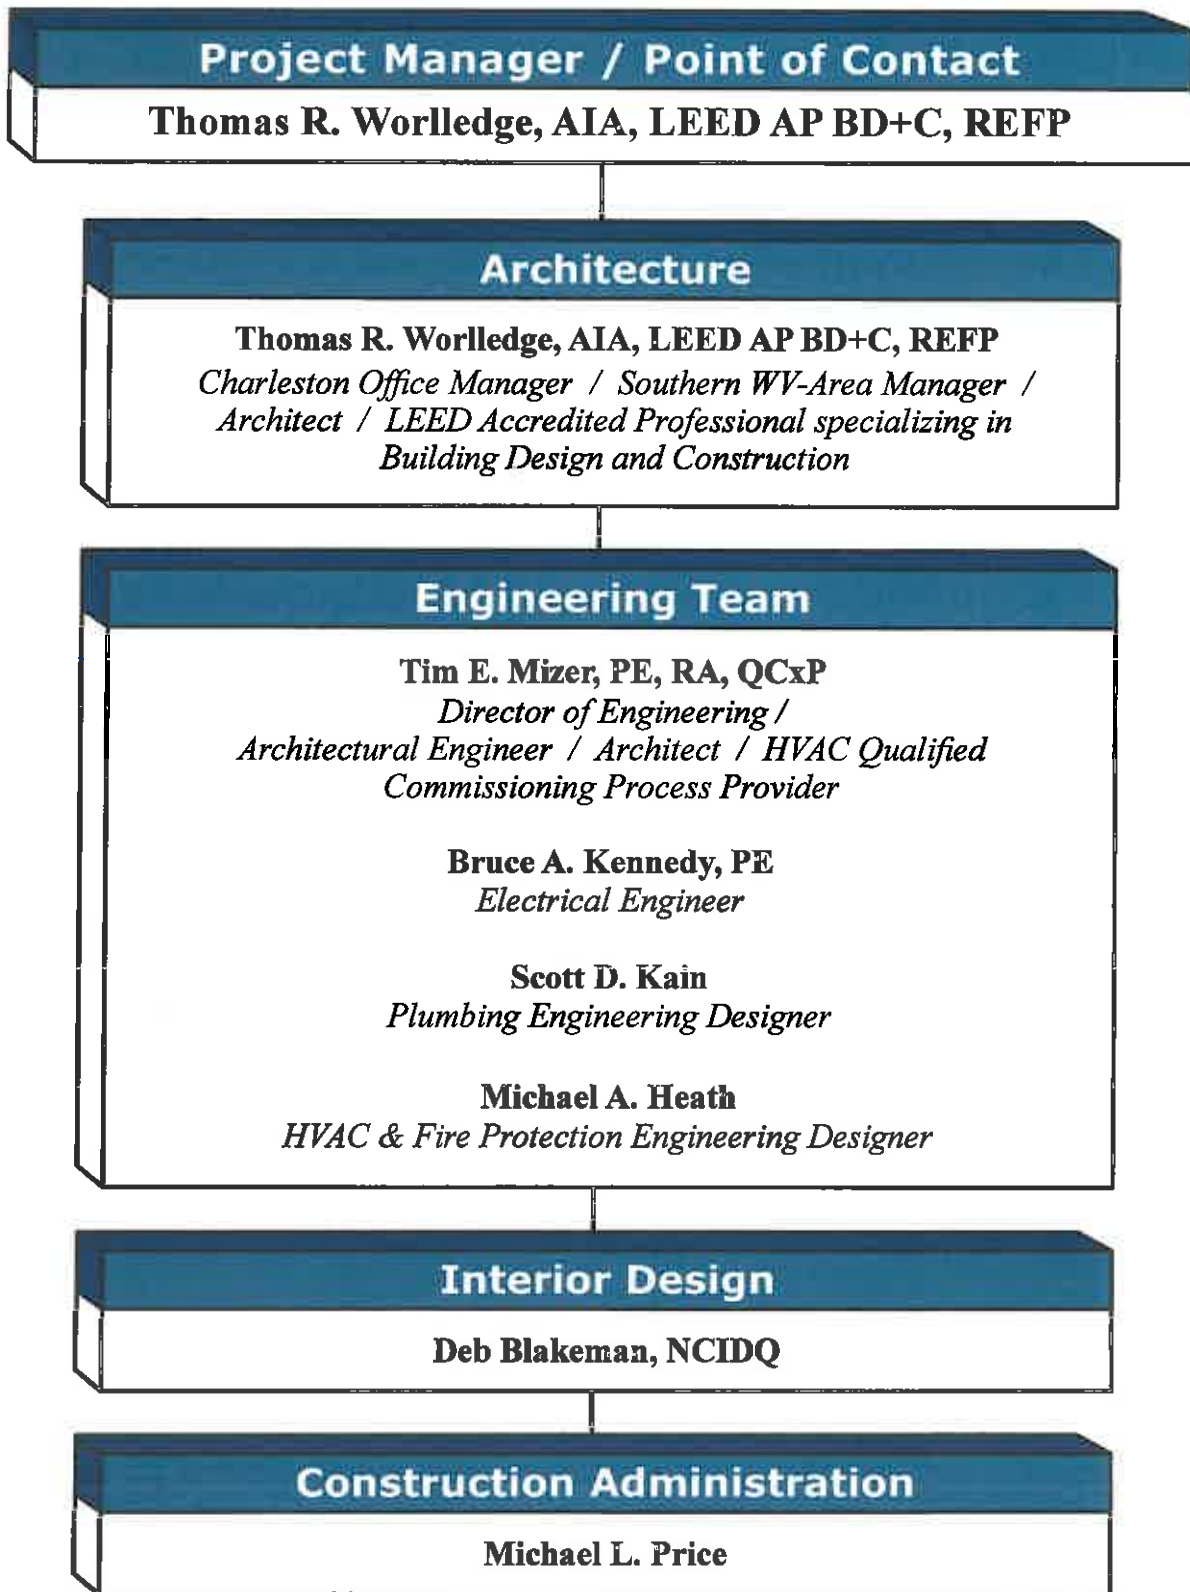 Project Manager / Point of Contact
Thomas R. Worlledge, AIA, LEED AP BD+C, REFP
Architecture
Thomas R. Worlledge, AIA, LEED AP BD+C, REFP
Charleston Office Manager / Southern WV-Area Manager /
Architect / LEED Accredited Professional specializing in
Building Design and Construction
Engineering Team
Tim E. Mizer, PE, RA, QCxP
Director of Engineering /
Architectural Engineer / Architect / HVAC Qualified
Commissioning Process Provider
Bruce A. Kennedy, PE
Electrical Engineer
Scott D. Kain
Plumbing Engineering Designer
Michael A. Heath
HVAC & Fire Protection Engineering Designer
Interior Design
Deb Blakeman, NCIDQ
Construction Administration
Michael L. Price